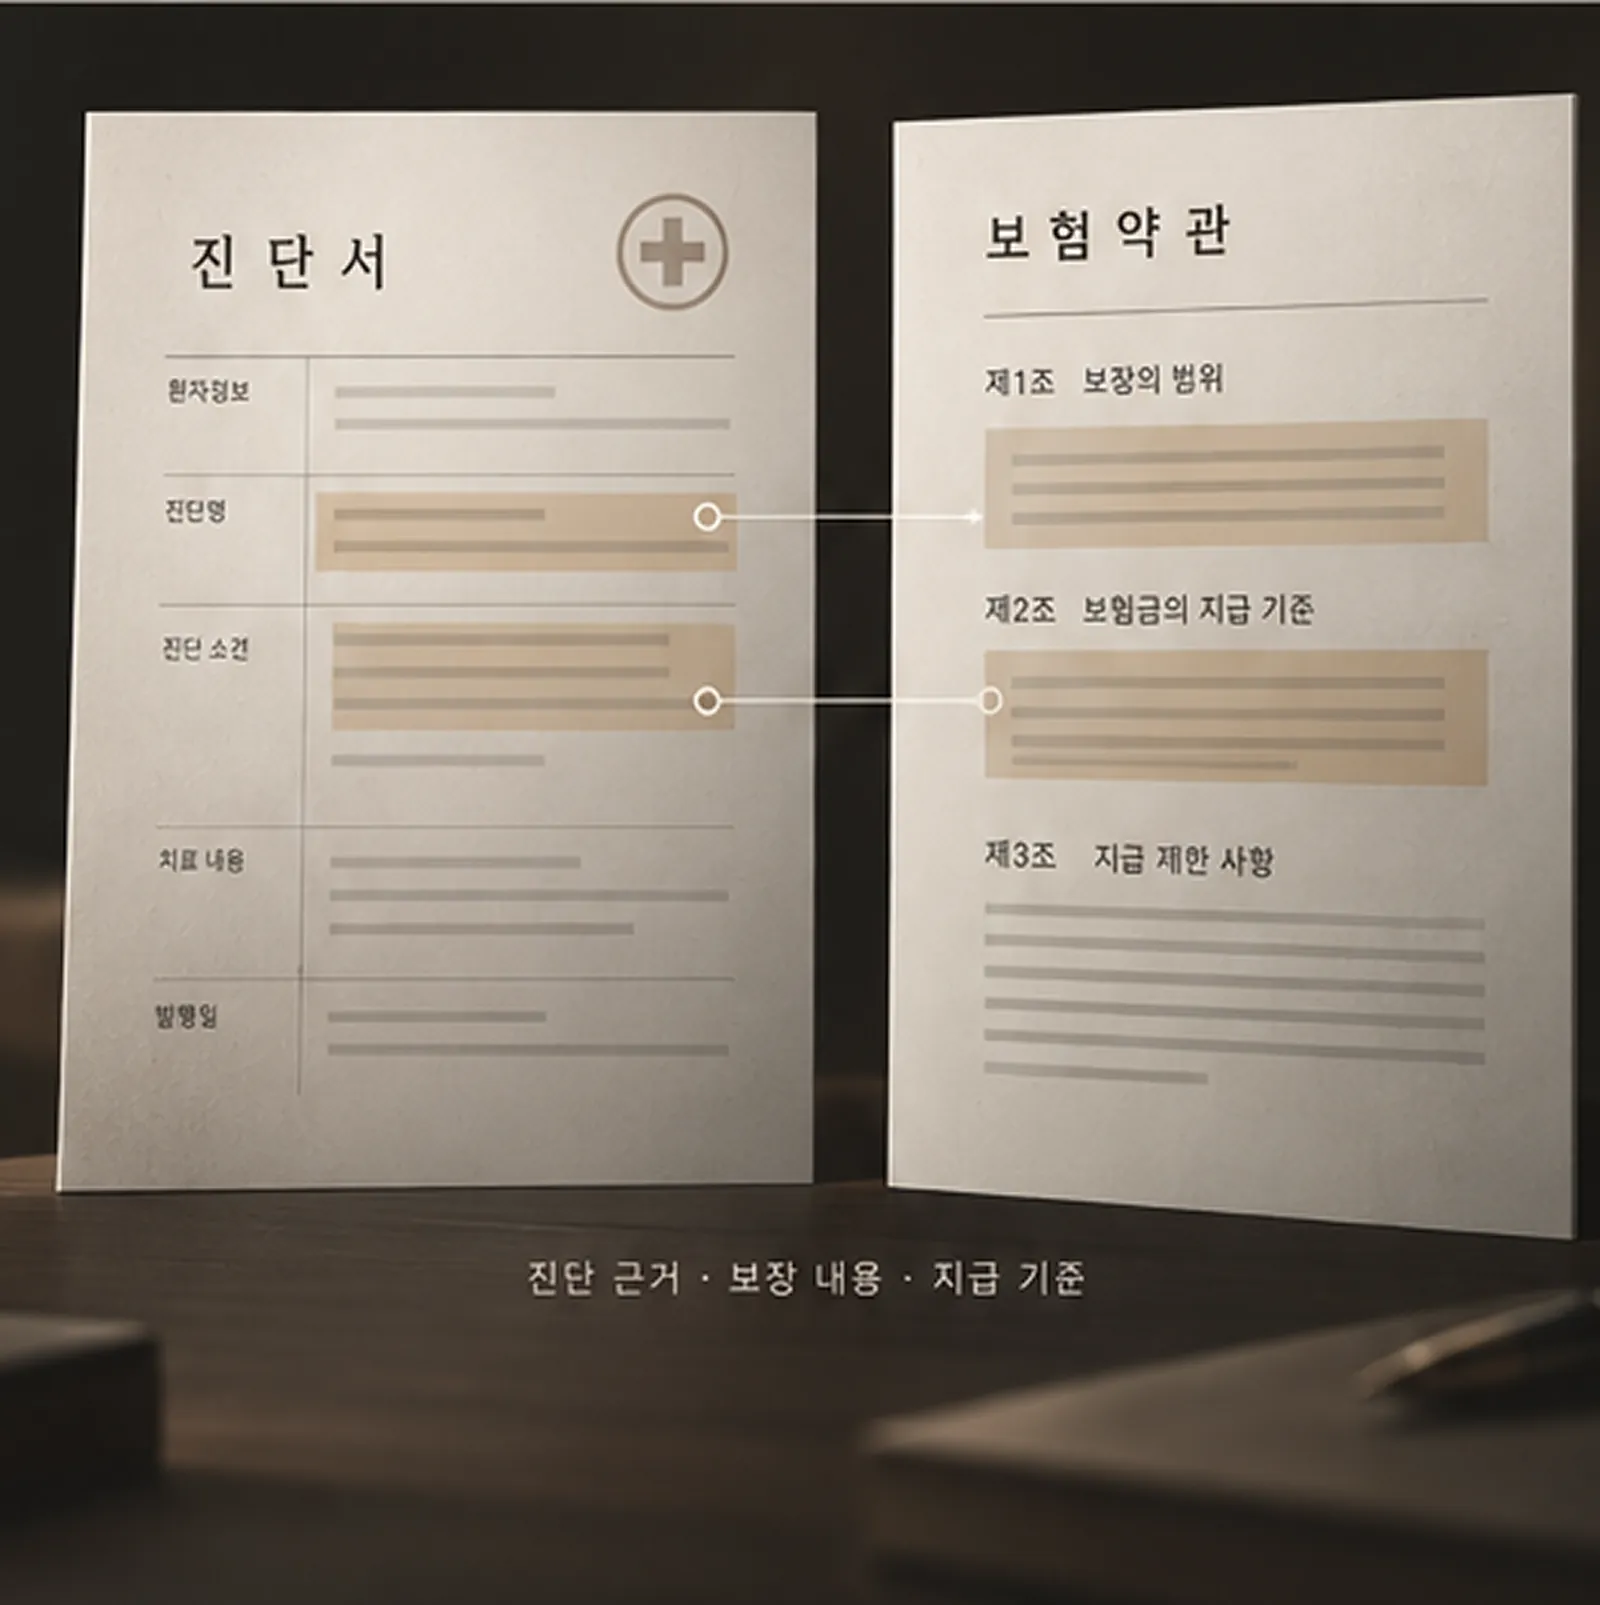 진단서
환자정보
진단명
진단 소견
치료 내용
발행일
보험약관
제1조 보장의 범위
제2조 보험금의 지급 기준
제3조 지급 제한 사항
진단 근거 · 보장 내용 · 지급 기준